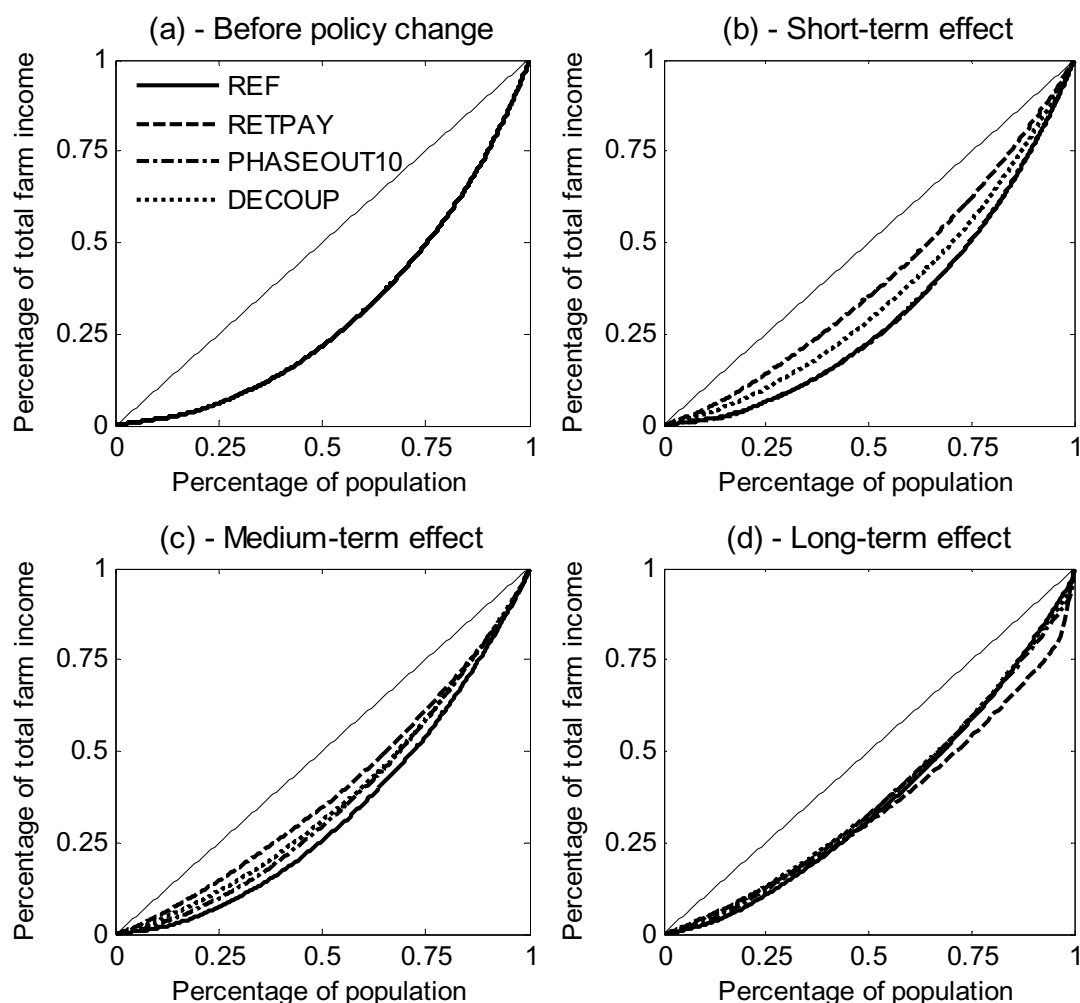 (a) - Before policy change
1
0.75
0.5
0.25
0
0 0.25 0.5 0.75 1
Percentage of total farm income
Percentage of population
REF
RETPAY
PHASEOUT10
DECOUP
(b) - Short-term effect
1
0.75
0.5
0.25
0
0 0.25 0.5 0.75 1
Percentage of total farm income
Percentage of population
(c) - Medium-term effect
1
0.75
0.5
0.25
0
0 0.25 0.5 0.75 1
Percentage of total farm income
Percentage of population
(d) - Long-term effect
1
0.75
0.5
0.25
0
0 0.25 0.5 0.75 1
Percentage of total farm income
Percentage of population